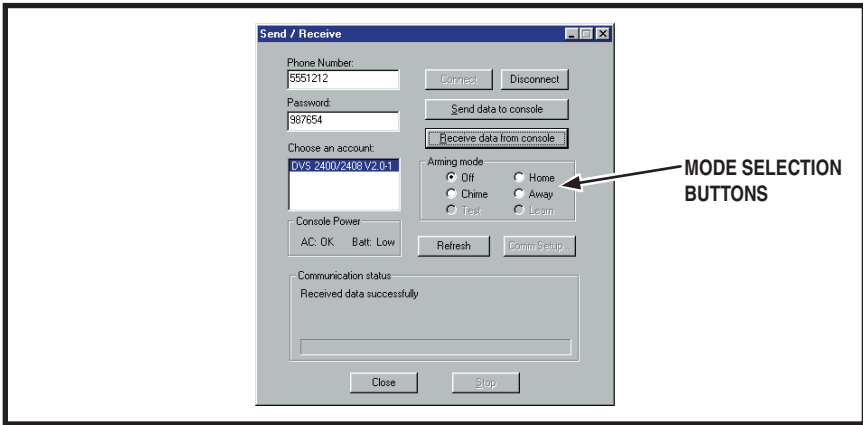 Send / Receive
Phone Number:
5551212
Connect
Disconnect
Password:
987654
Send data to console
Receive data from console
Choose an account:
DVS 2400/2408 V2.0-1
Arming mode
Off
Home
Chime
Away
Test
Learn
MODE SELECTION
BUTTONS
Console Power
AC: OK Batt: Low
Refresh
Comm Setup...
Communication status
Received data successfully
Close
Stop